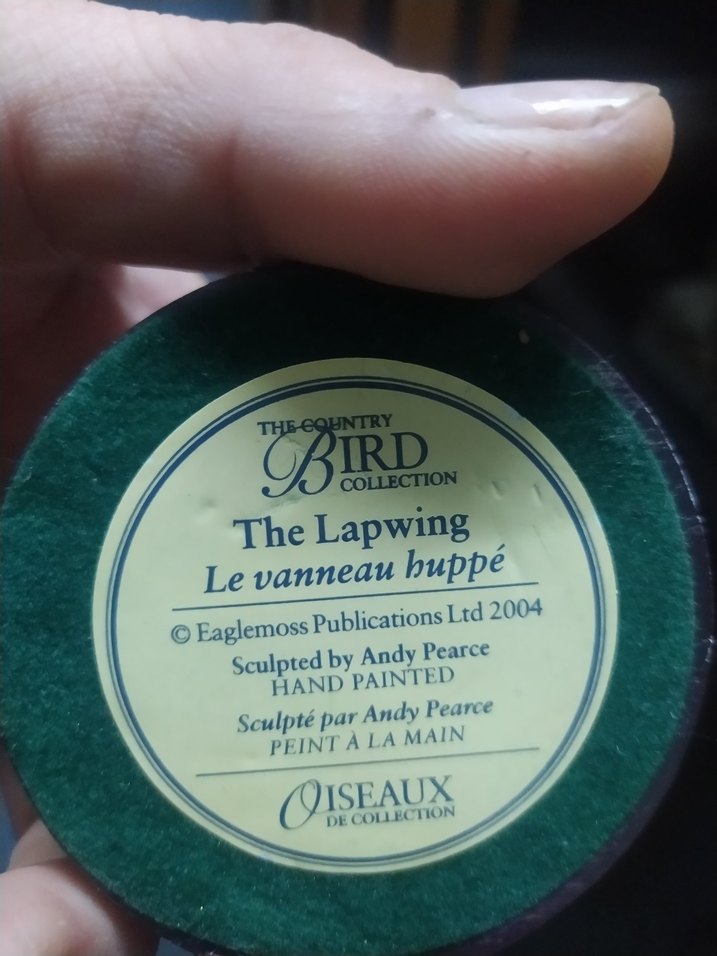 THE COUNTRY
BIRD
COLLECTION
The Lapwing
Le vanneau huppé
© Eaglemoss Publications Ltd 2004
Sculpted by Andy Pearce
HAND PAINTED
Sculpté par Andy Pearce
PEINT À LA MAIN
OISEAUX
DE COLLECTION